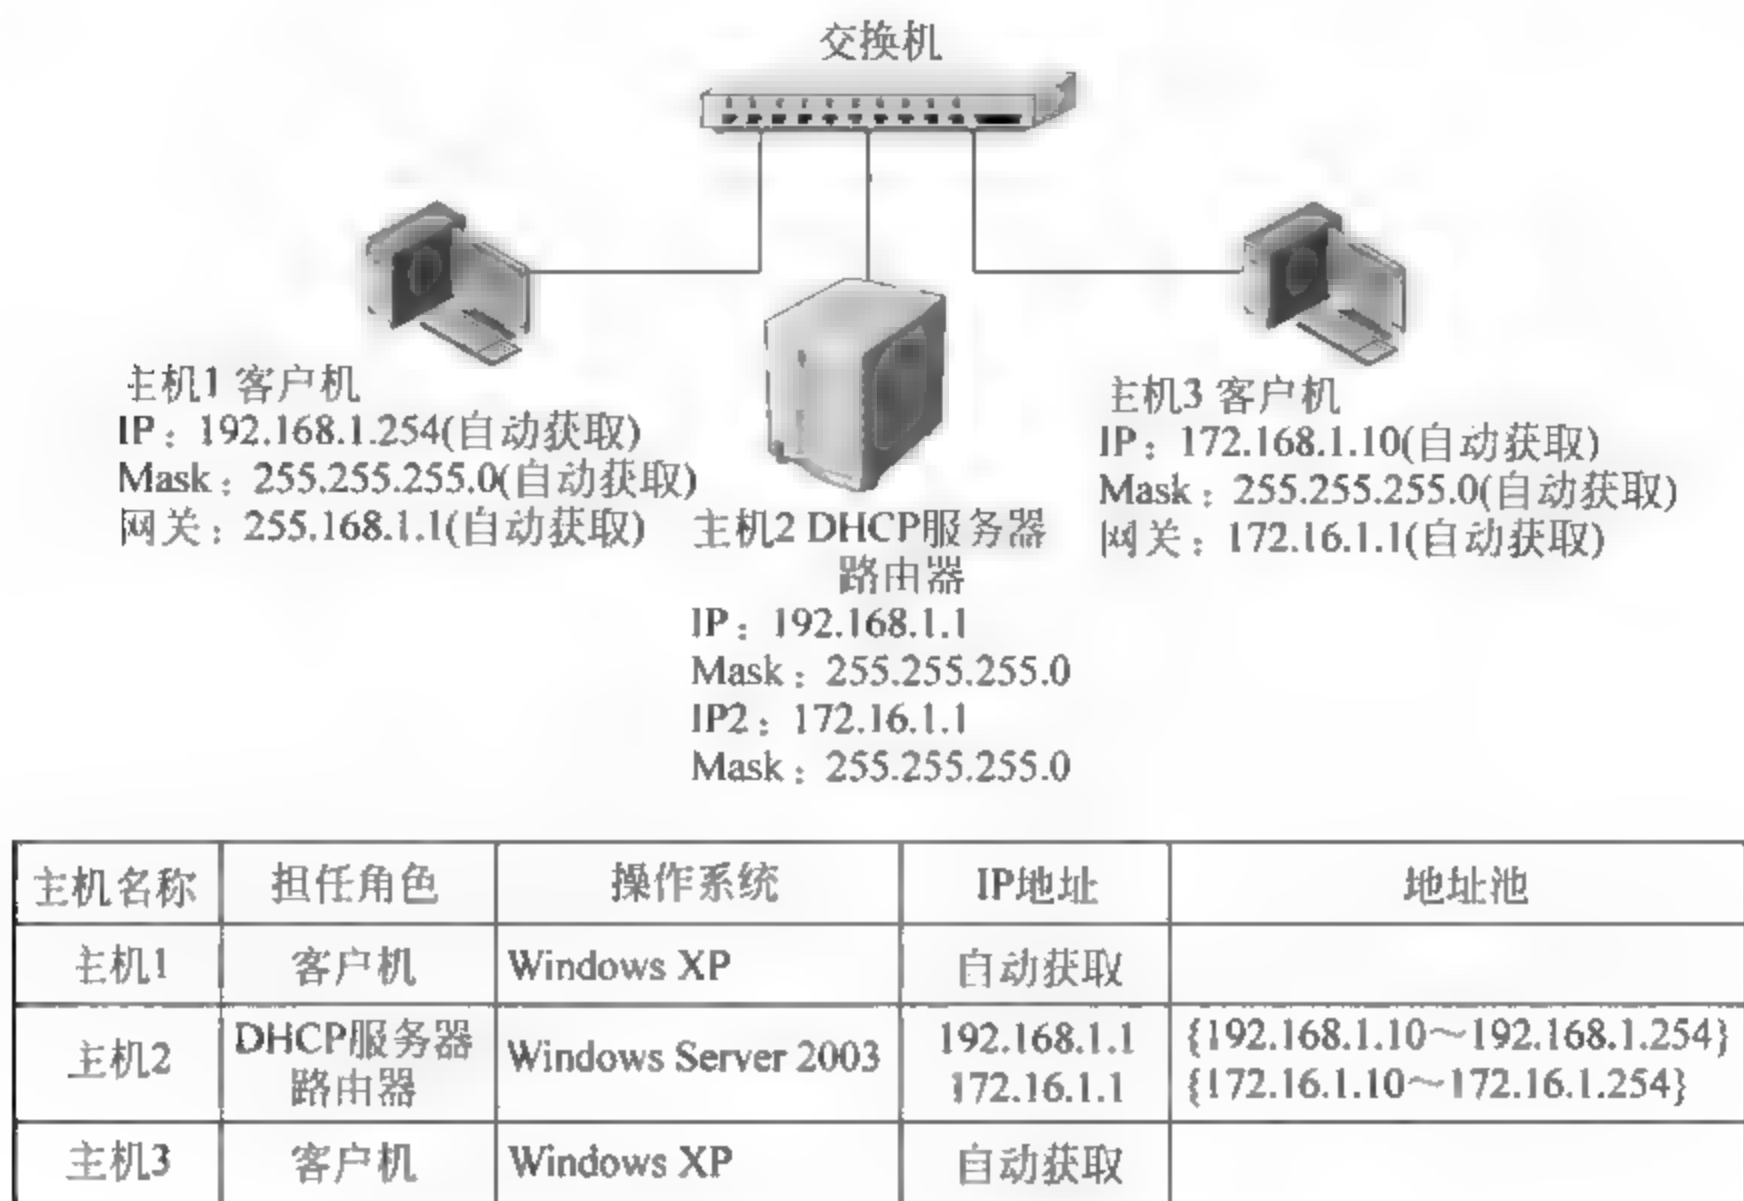 交换机
主机1 客户机
IP：192.168.1.254(自动获取)
Mask：255.255.255.0(自动获取)
网关：255.168.1.1(自动获取)
主机2 DHCP服务器
路由器
IP：192.168.1.1
Mask：255.255.255.0
IP2：172.16.1.1
Mask：255.255.255.0
主机3 客户机
IP：172.168.1.10(自动获取)
Mask：255.255.255.0(自动获取)
网关：172.16.1.1(自动获取)
主机名称 担任角色 操作系统 IP地址 地址池
主机1 客户机 Windows XP 自动获取
主机2 DHCP服务器 路由器 Windows Server 2003 192.168.1.1 172.16.1.1 {192.168.1.10～192.168.1.254} {172.16.1.10～172.16.1.254}
主机3 客户机 Windows XP 自动获取